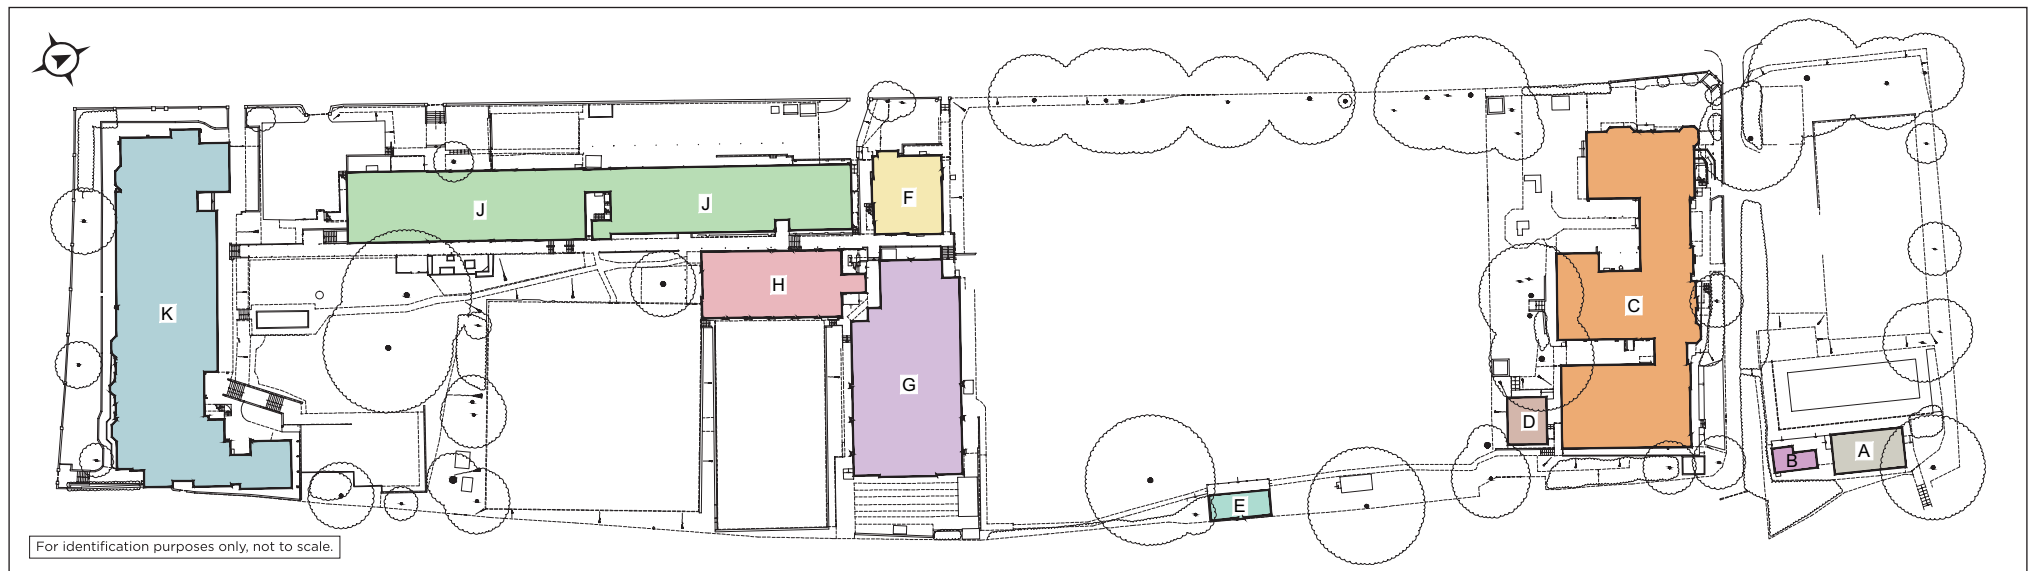 J
J
F
H
K
C
G
D
A
B
E
For identification purposes only, not to scale.